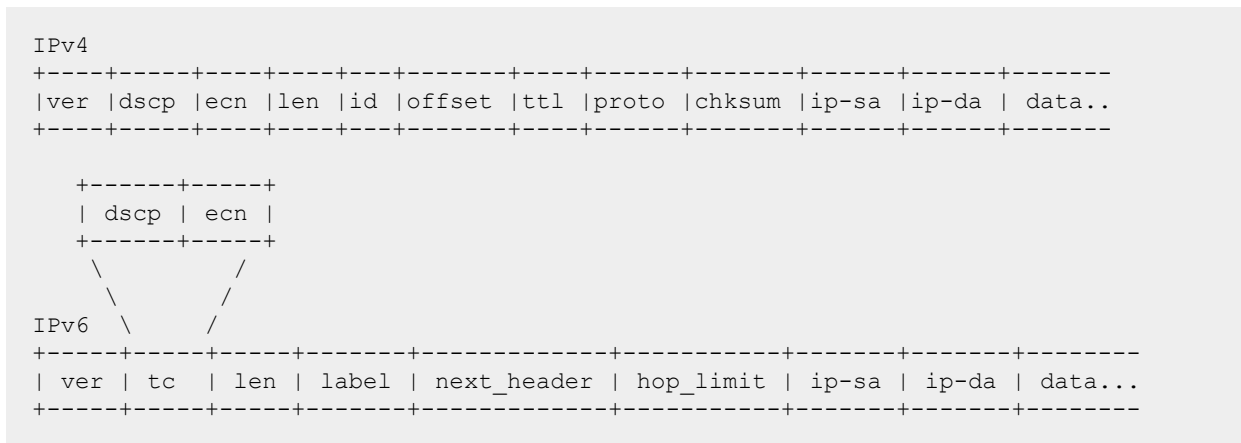 IPv4
+----+-----+----+----+---+-------+----+------+-------+------+------+-------
|ver |dscp |ecn |len |id |offset |ttl |proto |chksum |ip-sa |ip-da | data..
+----+-----+----+----+---+-------+----+------+-------+------+------+-------
+------+-----+
| dscp | ecn |
+------+-----+
\ /
\ /
IPv6 \ /
+-----+-----+-----+-------+-------------+-----------+-------+-------+--------
| ver | tc | len | label | next_header | hop_limit | ip-sa | ip-da | data...
+-----+-----+-----+-------+-------------+-----------+-------+-------+--------